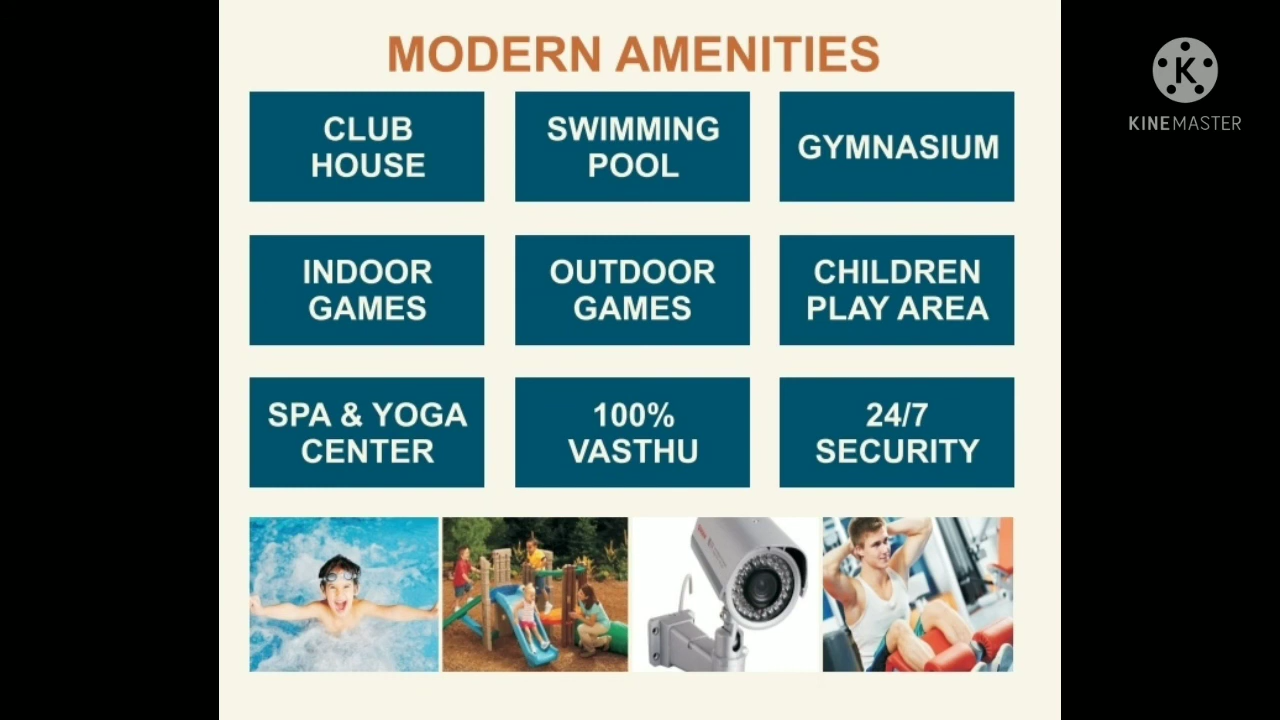 MODERN AMENITIES
CLUB
HOUSE
SWIMMING
POOL
GYMNASIUM
INDOOR
GAMES
OUTDOOR
GAMES
CHILDREN
PLAY AREA
SPA & YOGA
CENTER
100%
VASTHU
24/7
SECURITY
K
KINEMASTER